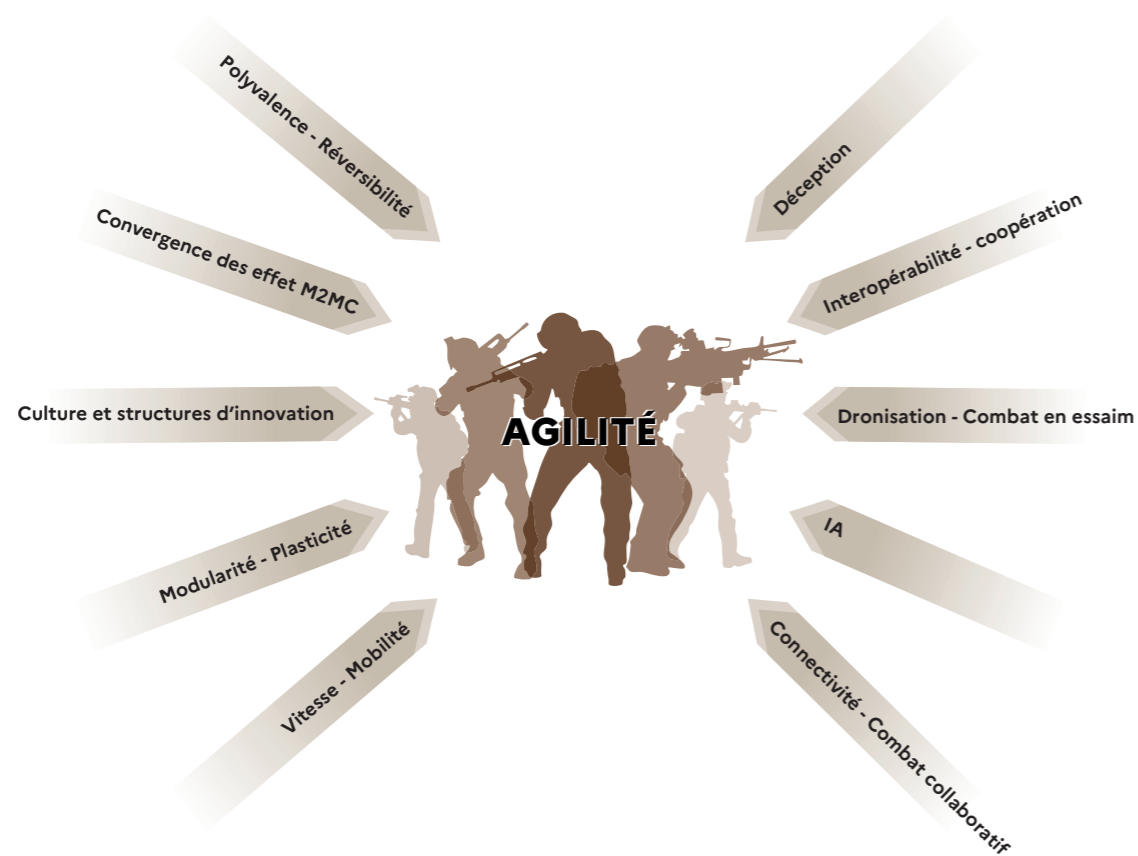 Polyvalence - Réversibilité
Déception
Convergence des effet M2MC
Interopérabilité - coopération
Culture et structures d'innovation
AGILITÉ
Dronisation - Combat en essaim
Modularité - Plasticité
IA
Vitesse - Mobilité
Connectivité - Combat collaboratif